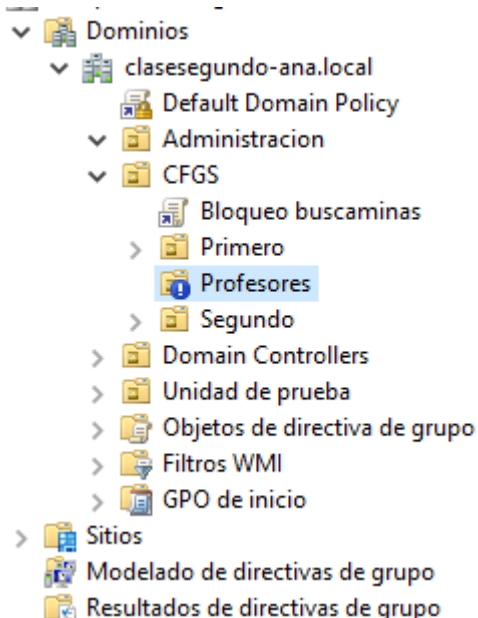 Dominios
clasesegundo-ana.local
Default Domain Policy
Administracion
CFGS
Bloqueo buscaminas
Primero
Profesores
Segundo
Domain Controllers
Unidad de prueba
Objetos de directiva de grupo
Filtros WMI
GPO de inicio
Sitios
Modelado de directivas de grupo
Resultados de directivas de grupo